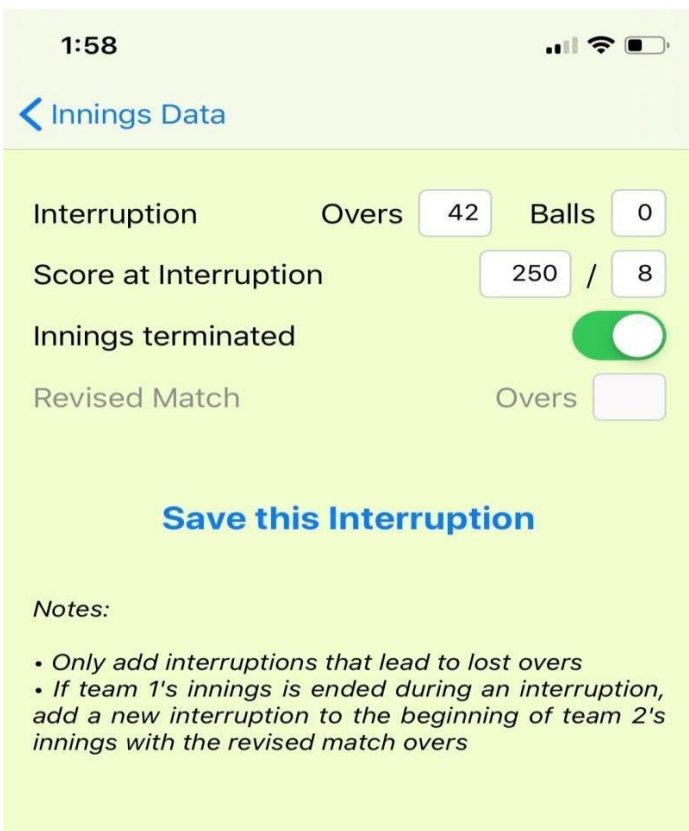 1:58
Innings Data
Interruption Overs 42 Balls 0
Score at Interruption 250 / 8
Innings terminated
Revised Match Overs
Save this Interruption
Notes:
• Only add interruptions that lead to lost overs
• If team 1's innings is ended during an interruption,
add a new interruption to the beginning of team 2's
innings with the revised match overs